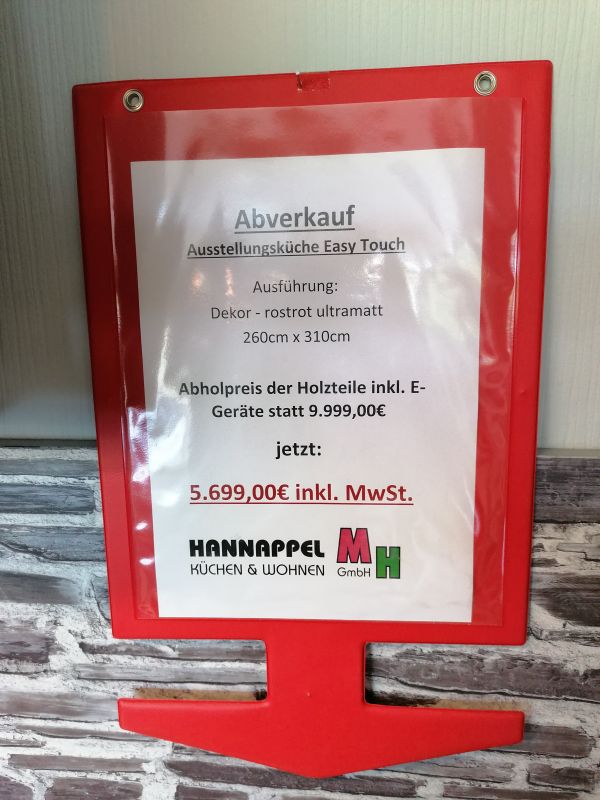 Abverkauf
Ausstellungsküche Easy Touch
Ausführung:
Dekor - rostrot ultramatt
260cm x 310cm
Abholpreis der Holzteile inkl. E-
Geräte statt 9.999,00€
jetzt:
5.699,00€ inkl. MwSt.
HANNAPPEL MH
KÜCHEN & WOHNEN GmbH